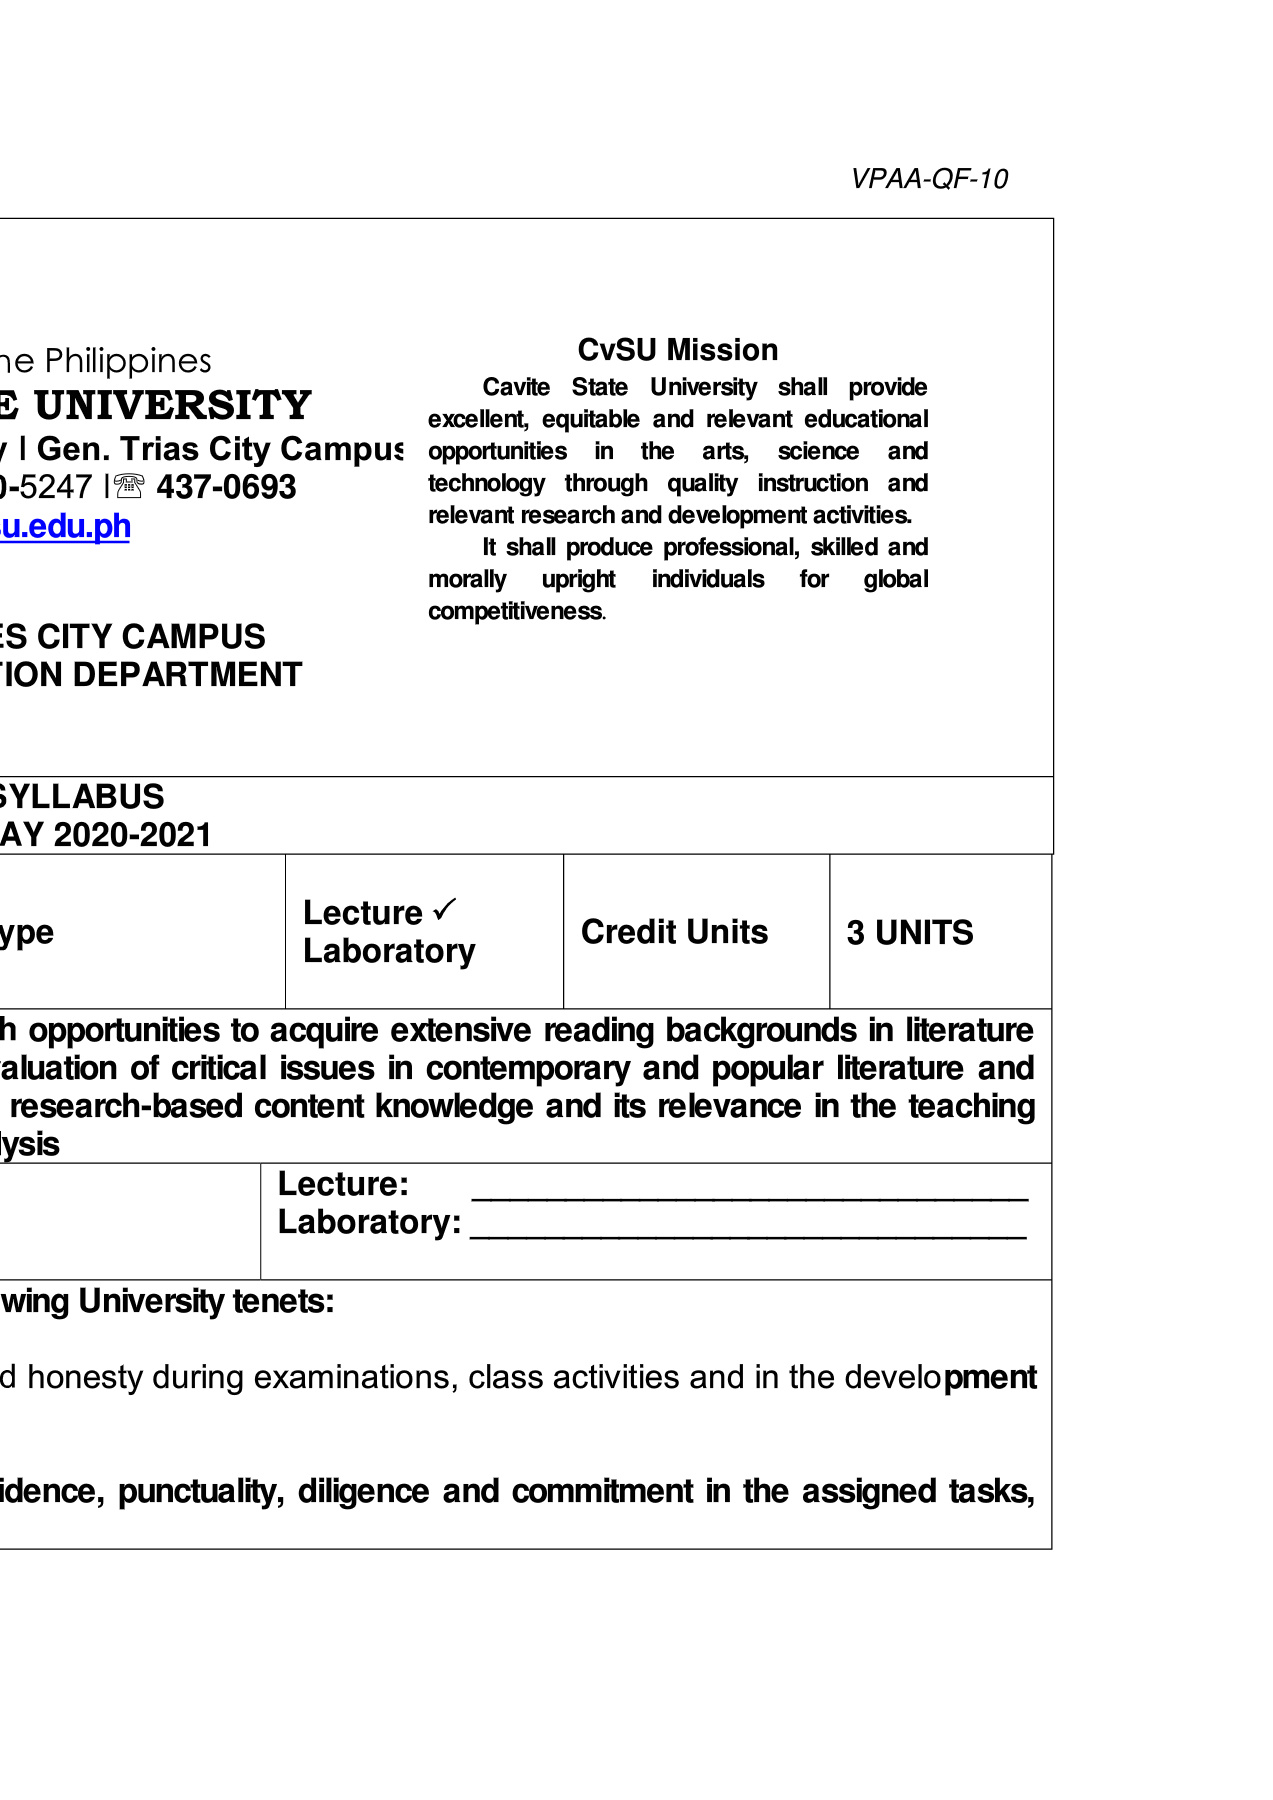 VPAA-QF-10
ne Philippines
E UNIVERSITY
y | Gen. Trias City Campus
0-5247 |☏ 437-0693
su.edu.ph
ES CITY CAMPUS
TION DEPARTMENT
CvSU Mission
Cavite State University shall provide
excellent, equitable and relevant educational
opportunities in the arts, science and
technology through quality instruction and
relevant research and development activities.
It shall produce professional, skilled and
morally upright individuals for global
competitiveness.
SYLLABUS
AY 2020-2021
ype
Lecture ✓
Laboratory
Credit Units
3 UNITS
h opportunities to acquire extensive reading backgrounds in literature
valuation of critical issues in contemporary and popular literature and
research-based content knowledge and its relevance in the teaching
lysis
Lecture: ______________________________
Laboratory: ______________________________
wing University tenets:
d honesty during examinations, class activities and in the development
idence, punctuality, diligence and commitment in the assigned tasks,